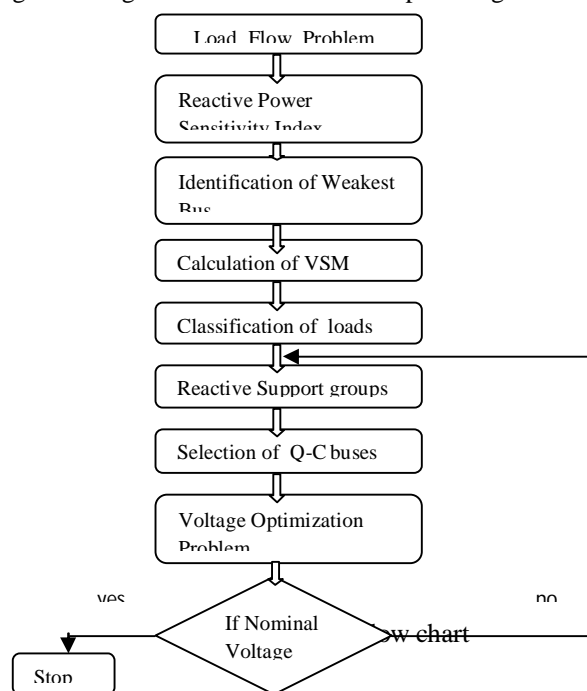 Load Flow Problem
Reactive Power
Sensitivity Index
Identification of Weakest
Bus
Calculation of VSM
Classification of loads
Reactive Support groups
Selection of Q-C buses
Voltage Optimization
Problem
yes
no
If Nominal
Voltage
ow chart
Stop